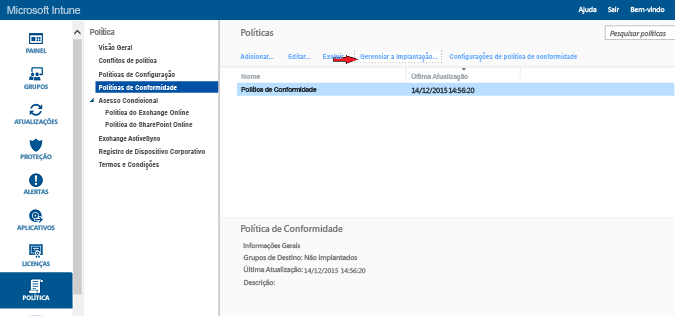 Microsoft Intune
Ajuda Sair Bem-vindo
PAINEL
GRUPOS
ATUALIZAÇÕES
PROTEÇÃO
ALERTAS
APLICATIVOS
LICENÇAS
POLÍTICA
Política
Visão Geral
Conflitos de política
Políticas de Configuração
Políticas de Conformidade
Acesso Condicional
Política do Exchange Online
Política do SharePoint Online
Exchange ActiveSync
Registro de Dispositivo Corporativo
Termos e Condições
Políticas
Pesquisar políticas
Adicionar... Editar... Excluir Gerenciar a Implantação... Configurações de política de conformidade
Nome Última Atualização
Política de Conformidade 14/12/2015 14:56:20
Política de Conformidade
Informações Gerais
Grupos de Destino: Não implantados
Última Atualização: 14/12/2015 14:56:20
Descrição: